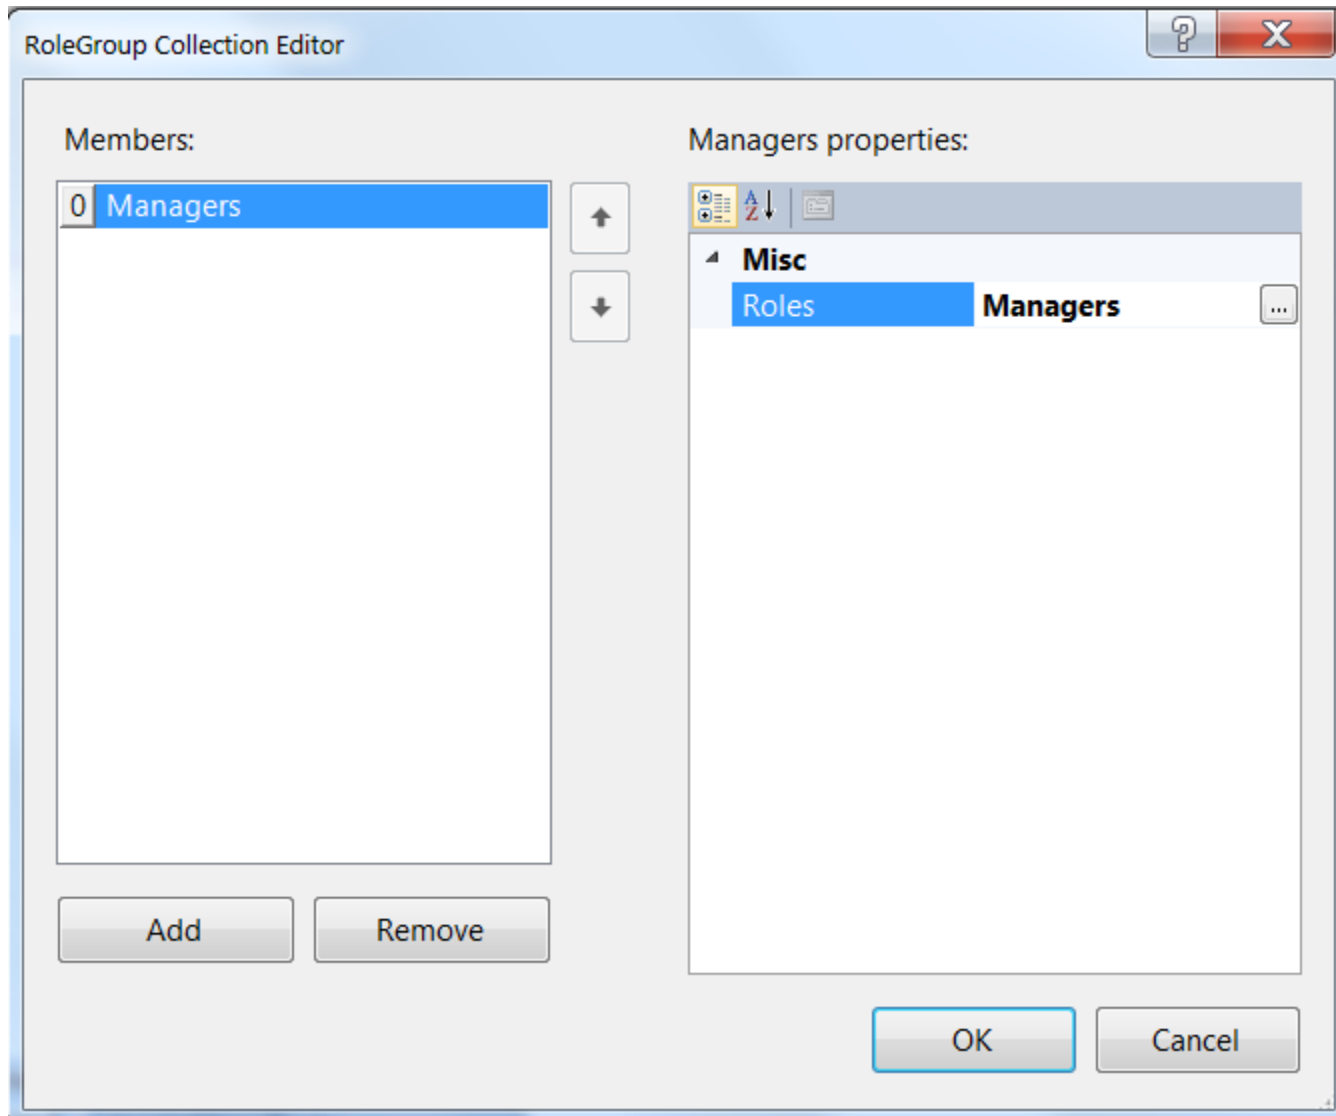 RoleGroup Collection Editor
Members:
0 Managers
Add
Remove
Managers properties:
Misc
Roles Managers ...
OK
Cancel